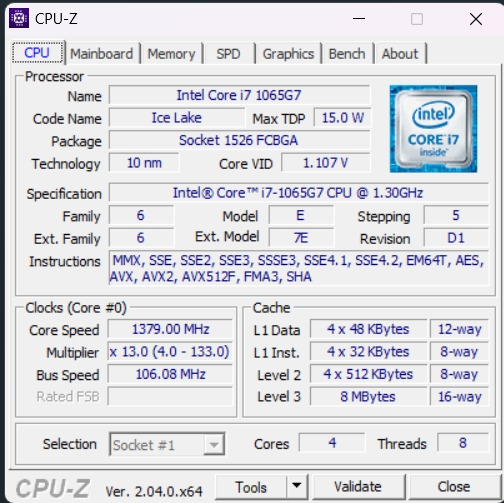 CPU-Z
CPU Mainboard Memory SPD Graphics Bench About
Processor
Name Intel Core i7 1065G7
Code Name Ice Lake Max TDP 15.0 W
Package Socket 1526 FCBGA
Technology 10 nm Core VID 1.107 V
intel
CORE i7
inside™
Specification Intel® Core™ i7-1065G7 CPU @ 1.30GHz
Family 6 Model E Stepping 5
Ext. Family 6 Ext. Model 7E Revision D1
Instructions MMX, SSE, SSE2, SSE3, SSSE3, SSE4.1, SSE4.2, EM64T, AES,
AVX, AVX2, AVX512F, FMA3, SHA
Clocks (Core #0)
Core Speed 1379.00 MHz
Multiplier x 13.0 (4.0 - 133.0)
Bus Speed 106.08 MHz
Rated FSB
Cache
L1 Data 4 x 48 KBytes 12-way
L1 Inst. 4 x 32 KBytes 8-way
Level 2 4 x 512 KBytes 8-way
Level 3 8 MBytes 16-way
Selection Socket #1 Cores 4 Threads 8
CPU-Z Ver. 2.04.0.x64 Tools Validate Close